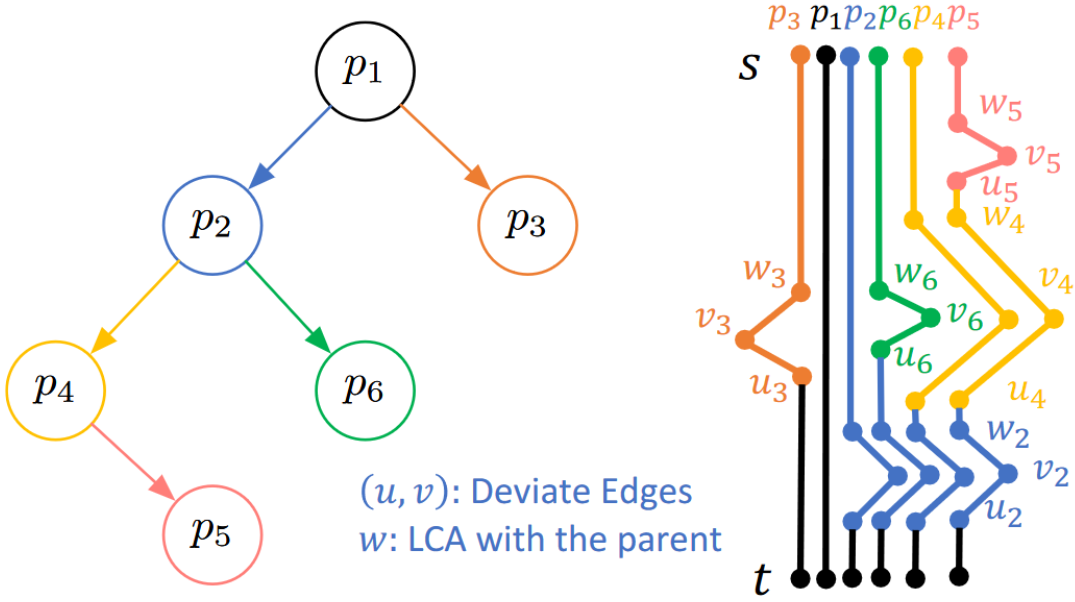 p₁
p₂
p₃
p₄
p₆
p₅
(u, v): Deviate Edges
w: LCA with the parent
p₃ p₁ p₂ p₆ p₄ p₅
s
w₅
v₅
u₅
w₄
w₃
w₆
v₄
v₃
v₆
u₆
u₃
u₄
w₂
v₂
u₂
t